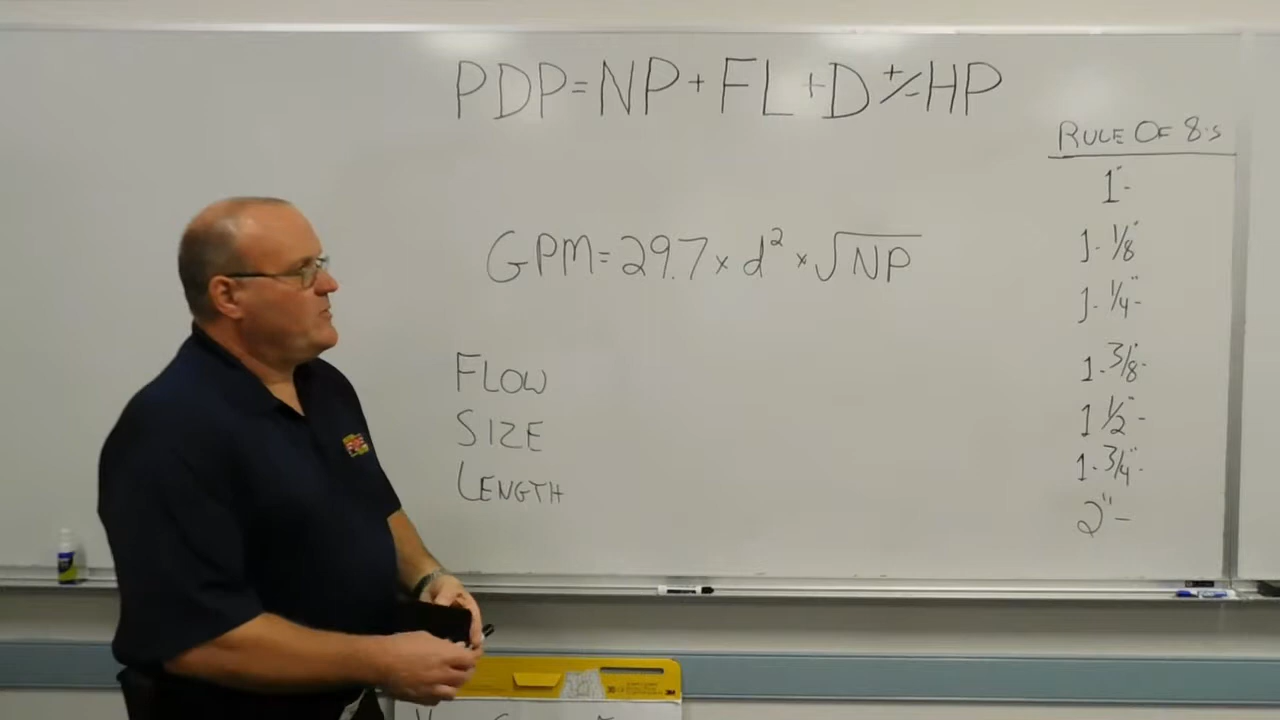 PDP=NP+FL+D+/-HP
RULE OF 8's
1"-
GPM=29.7×d²×√NP
1-1/8"
1-1/4"-
FLOW
1-3/8"-
SIZE
1 1/2"-
LENGTH
1-3/4"-
2"-
3M